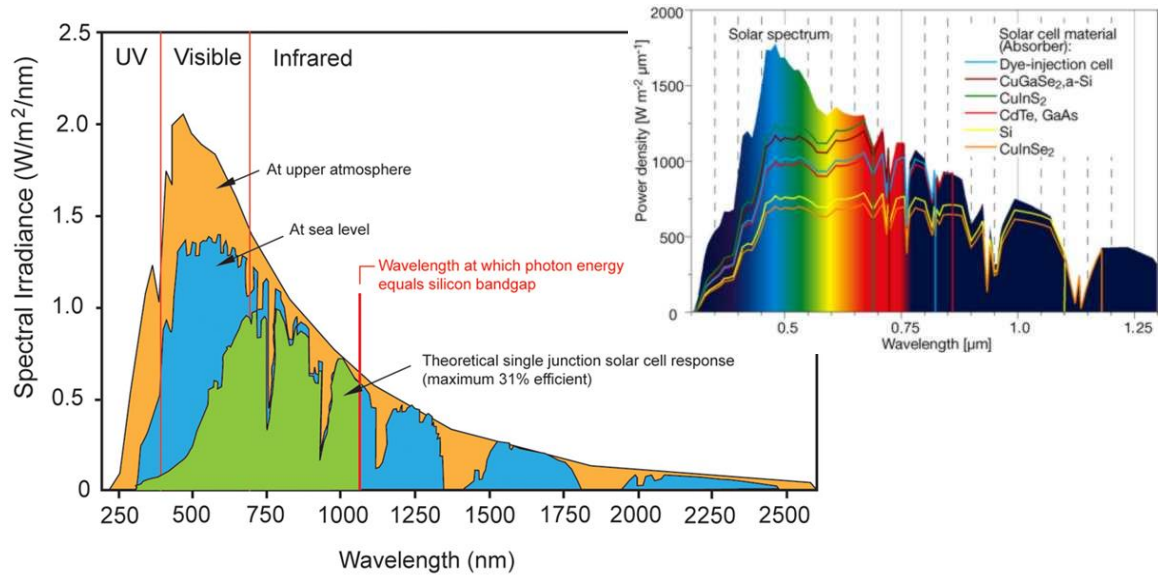 2.5
2.0
1.5
1.0
0.5
0
Spectral Irradiance (W/m²/nm)
UV Visible Infrared
At upper atmosphere
At sea level
Wavelength at which photon energy
equals silicon bandgap
Theoretical single junction solar cell response
(maximum 31% efficient)
250 500 750 1000 1250 1500 1750 2000 2250 2500
Wavelength (nm)
2000
1500
1000
500
0
Power density [W m⁻² µm⁻¹]
Solar spectrum
Solar cell material
(Absorber):
Dye-injection cell
CuGaSe₂,a-Si
CuInS₂
CdTe, GaAs
Si
CuInSe₂
0.5 0.75 1.0 1.25
Wavelength [µm]